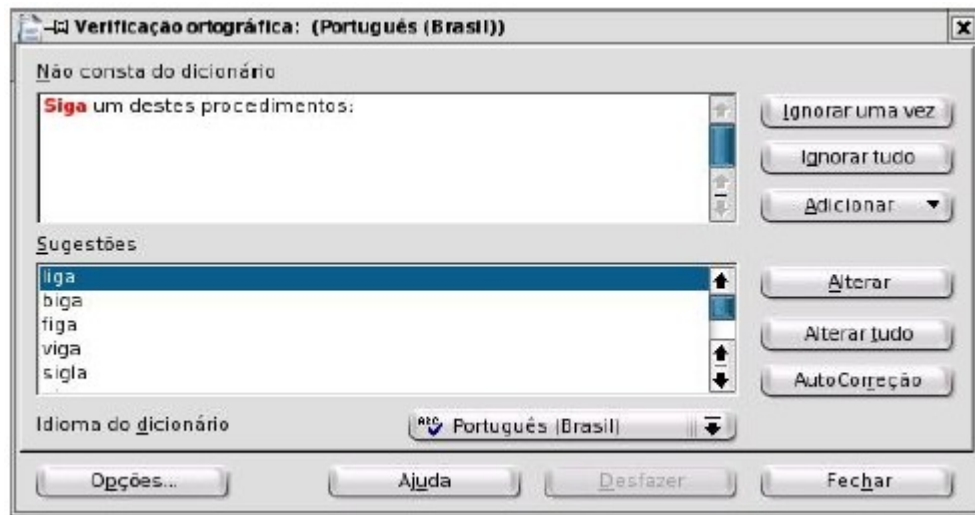 Verificação ortográfica: (Português (Brasil))
Não consta do dicionário
Siga um destes procedimentos:
Ignorar uma vez
Ignorar tudo
Adicionar
Sugestões
liga
biga
figa
viga
sigla
Alterar
Alterar tudo
AutoCorreção
Idioma do dicionário
Português (Brasil)
Opções...
Ajuda
Desfazer
Fechar